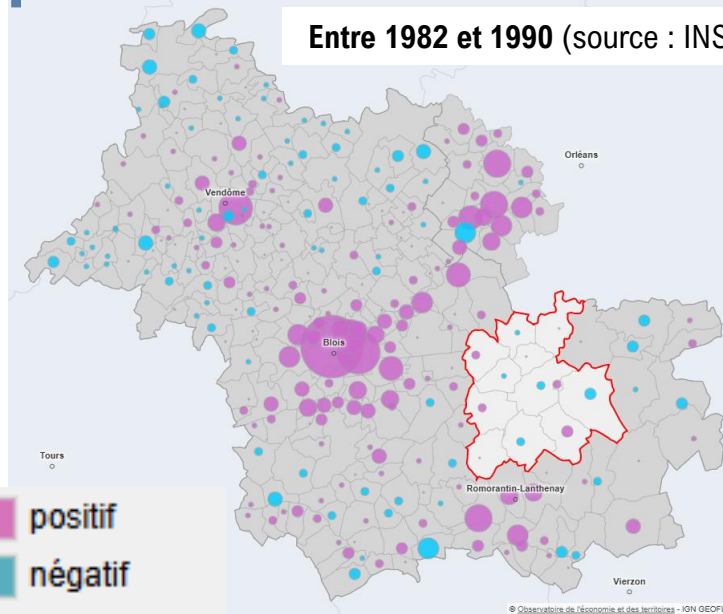 Entre 1982 et 1990 (source : INS
Orléans
Vendôme
Blois
Tours
Romorantin-Lanthenay
positif
négatif
Vierzon
© Observatoire de l'économie et des territoires - IGN GEOF